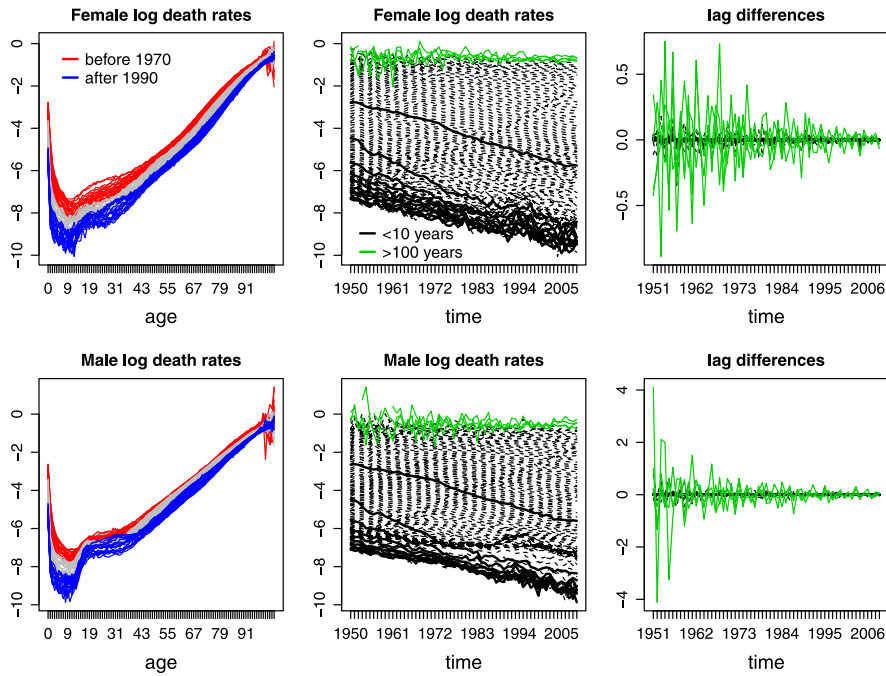 Female log death rates
0
−2
−4
−6
−8
−10
before 1970
after 1990
0 9 19 31 43 55 67 79 91
age
Female log death rates
0
−2
−4
−6
−8
−10
<10 years
>100 years
1950 1961 1972 1983 1994 2005
time
lag differences
0.5
0.0
−0.5
1951 1962 1973 1984 1995 2006
time
Male log death rates
0
−2
−4
−6
−8
−10
0 9 19 31 43 55 67 79 91
age
Male log death rates
0
−2
−4
−6
−8
−10
1950 1961 1972 1983 1994 2005
time
lag differences
4
2
0
−2
−4
1951 1962 1973 1984 1995 2006
time